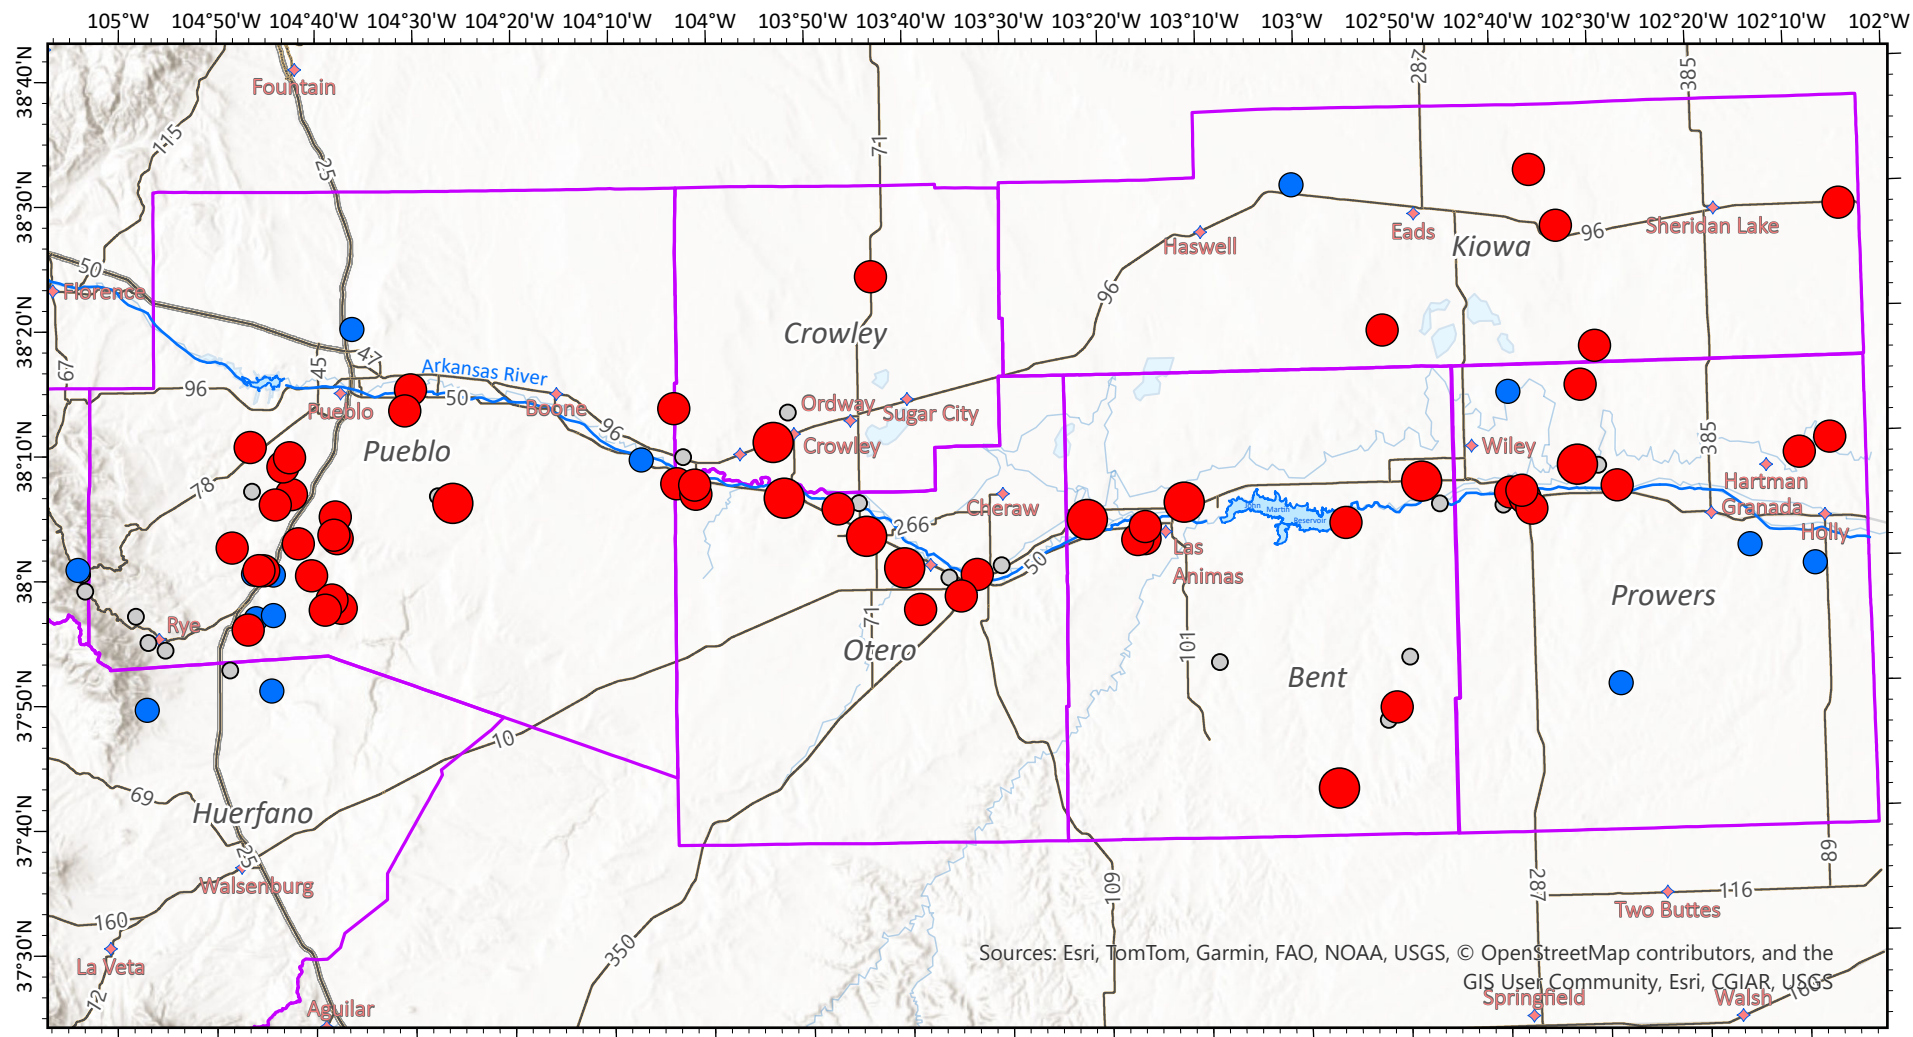 105°W 104°50'W 104°40'W 104°30'W 104°20'W 104°10'W 104°W 103°50'W 103°40'W 103°30'W 103°20'W 103°10'W 103°W 102°50'W 102°40'W 102°30'W 102°20'W 102°10'W 102°W
38°40'N
38°30'N
38°20'N
38°10'N
38°N
37°50'N
37°40'N
37°30'N
Fountain
115
25
71
287
385
Haswell
Eads
Kiowa
96
Sheridan Lake
50
Florence
96
Crowley
47
45
67
96
Arkansas River
50
Pueblo
Boone
96
Ordway
Sugar City
Crowley
Pueblo
Wiley
385
78
Hartman
Cheraw
Granada
266
John
Martin
Reservoir
Holly
Las
Animas
50
Rye
71
Otero
101
Bent
Prowers
10
69
Huerfano
25
Walsenburg
160
La Veta
12
Aguilar
350
109
287
89
116
Two Buttes
Sources: Esri, TomTom, Garmin, FAO, NOAA, USGS, © OpenStreetMap contributors, and the
GIS User Community, Esri, CGIAR, USGS
Springfield
Walsh
160